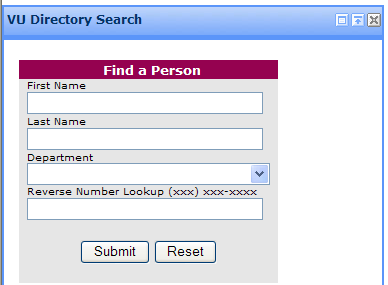 VU Directory Search
Find a Person
First Name
Last Name
Department
Reverse Number Lookup (xxx) xxx-xxxx
Submit Reset